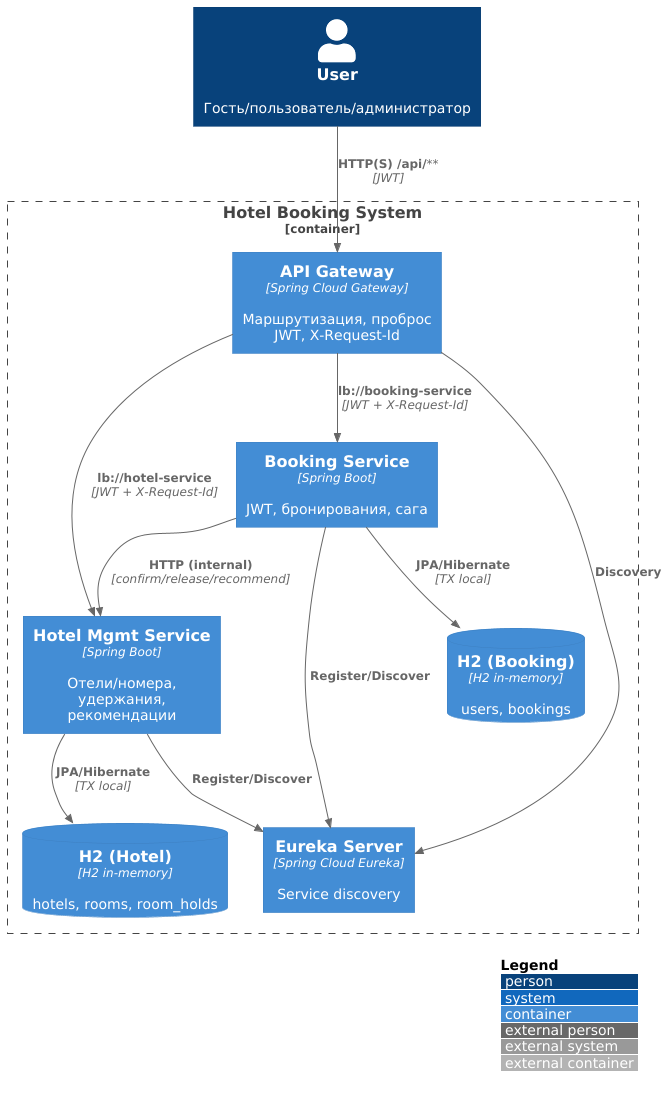 User
Гость/пользователь/администратор
HTTP(S) /api/**
[JWT]
Hotel Booking System
[container]
API Gateway
[Spring Cloud Gateway]
Маршрутизация, проброс
JWT, X-Request-Id
lb://booking-service
[JWT + X-Request-Id]
Booking Service
[Spring Boot]
JWT, бронирования, сага
lb://hotel-service
[JWT + X-Request-Id]
HTTP (internal)
[confirm/release/recommend]
JPA/Hibernate
[TX local]
Discovery
Hotel Mgmt Service
[Spring Boot]
Отели/номера,
удержания,
рекомендации
H2 (Booking)
[H2 in-memory]
users, bookings
Register/Discover
JPA/Hibernate
[TX local]
Register/Discover
H2 (Hotel)
[H2 in-memory]
hotels, rooms, room_holds
Eureka Server
[Spring Cloud Eureka]
Service discovery
Legend
person
system
container
external person
external system
external container